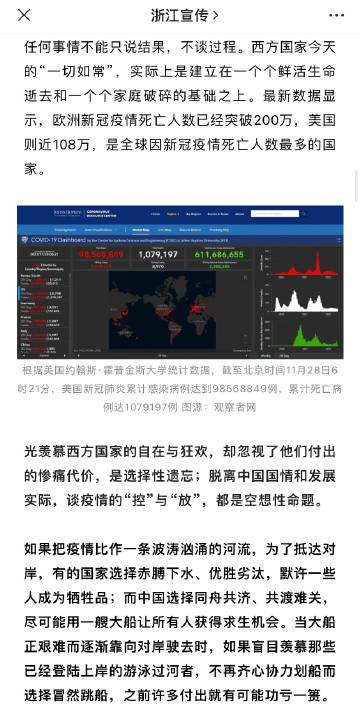 浙江宣传
任何事情不能只说结果，不谈过程。西方国家今天
的“一切如常”，实际上是建立在一个个鲜活生命
逝去和一个个家庭破碎的基础之上。最新数据显
示，欧洲新冠疫情死亡人数已经突破200万，美国
则近108万，是全球因新冠疫情死亡人数最多的国
家。
COVID-19 Dashboard
98,568,849
1,079,197
611,686,655
根据美国约翰斯·霍普金斯大学统计数据，截至北京时间11月28日6
时21分，美国新冠肺炎累计感染病例达到98568849例，累计死亡病
例达1079197例 图源：观察者网
光羡慕西方国家的自在与狂欢，却忽视了他们付出
的惨痛代价，是选择性遗忘；脱离中国国情和发展
实际，谈疫情的“控”与“放”，都是空想性命题。
如果把疫情比作一条波涛汹涌的河流，为了抵达对
岸，有的国家选择赤膊下水、优胜劣汰，默许一些
人成为牺牲品；而中国选择同舟共济、共渡难关，
尽可能用一艘大船让所有人获得求生机会。当大船
正艰难而逐渐靠向对岸驶去时，如果盲目羡慕那些
已经登陆上岸的游泳过河者，不再齐心协力划船而
选择冒然跳船，之前许多付出就有可能功亏一篑。